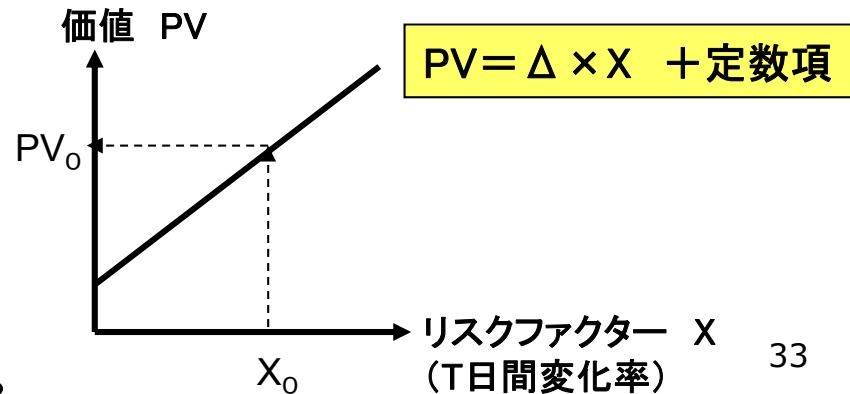 価値 PV
PV＝Δ×X ＋定数項
PV₀
リスクファクター X
（T日間変化率）
X₀
33